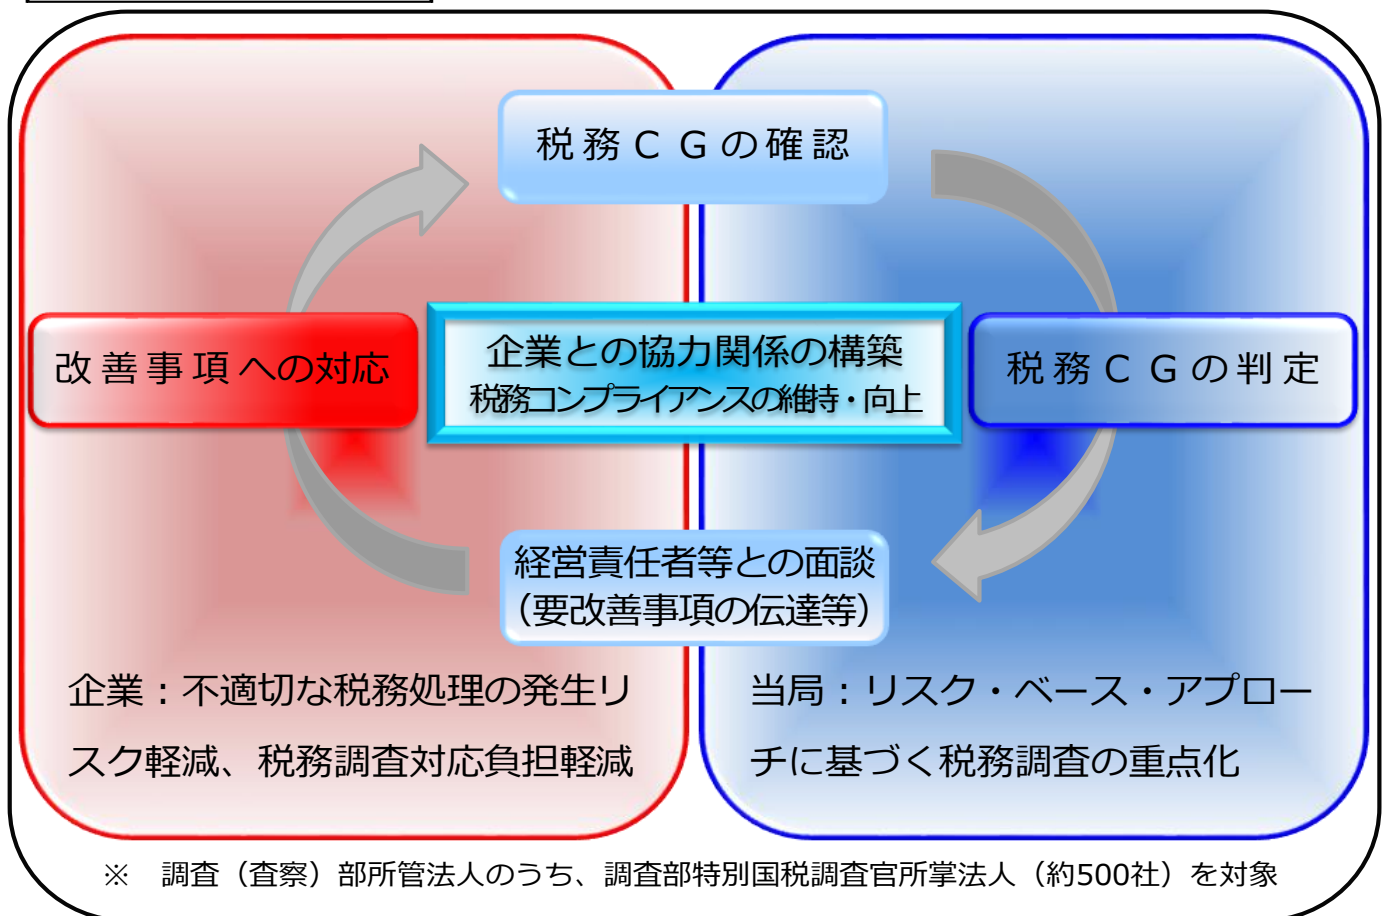 税務ＣＧの確認
改善事項への対応
企業との協力関係の構築
税務コンプライアンスの維持・向上
税務ＣＧの判定
経営責任者等との面談
（要改善事項の伝達等）
企業：不適切な税務処理の発生リ
スク軽減、税務調査対応負担軽減
当局：リスク・ベース・アプロー
チに基づく税務調査の重点化
※　調査（査察）部所管法人のうち、調査部特別国税調査官所掌法人（約500社）を対象